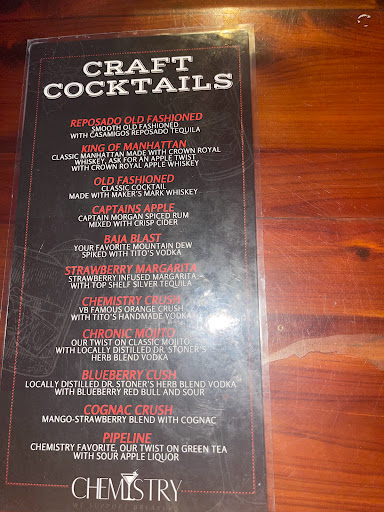 CRAFT
COCKTAILS
REPOSADO OLD FASHIONED
SMOOTH OLD FASHIONED
WITH CASAMIGOS REPOSADO TEQUILA
KING OF MANHATTAN
CLASSIC MANHATTAN MADE WITH CROWN ROYAL
WHISKEY, ASK FOR AN APPLE TWIST
WITH CROWN ROYAL APPLE WHISKEY
OLD FASHIONED
CLASSIC COCKTAIL
MADE WITH MAKER'S MARK WHISKEY
CAPTAINS APPLE
CAPTAIN MORGAN SPICED RUM
MIXED WITH CRISP CIDER
BAJA BLAST
YOUR FAVORITE MOUNTAIN DEW
SPIKED WITH TITO'S VODKA
STRAWBERRY MARGARITA
STRAWBERRY INFUSED MARGARITA
WITH TOP SHELF SILVER TEQUILA
CHEMISTRY CRUSH
VB FAMOUS ORANGE CRUSH
WITH TITO'S HANDMADE VODKA
CHRONIC MOJITO
OUR TWIST ON CLASSIC MOJITO
WITH LOCALLY DISTILLED DR. STONER'S
HERB BLEND VODKA
BLUEBERRY CUSH
LOCALLY DISTILLED DR. STONER'S HERB BLEND VODKA
WITH BLUEBERRY RED BULL AND SOUR
COGNAC CRUSH
MANGO-STRAWBERRY BLEND WITH COGNAC
PIPELINE
CHEMISTRY FAVORITE, OUR TWIST ON GREEN TEA
WITH SOUR APPLE LIQUOR
CHEMISTRY